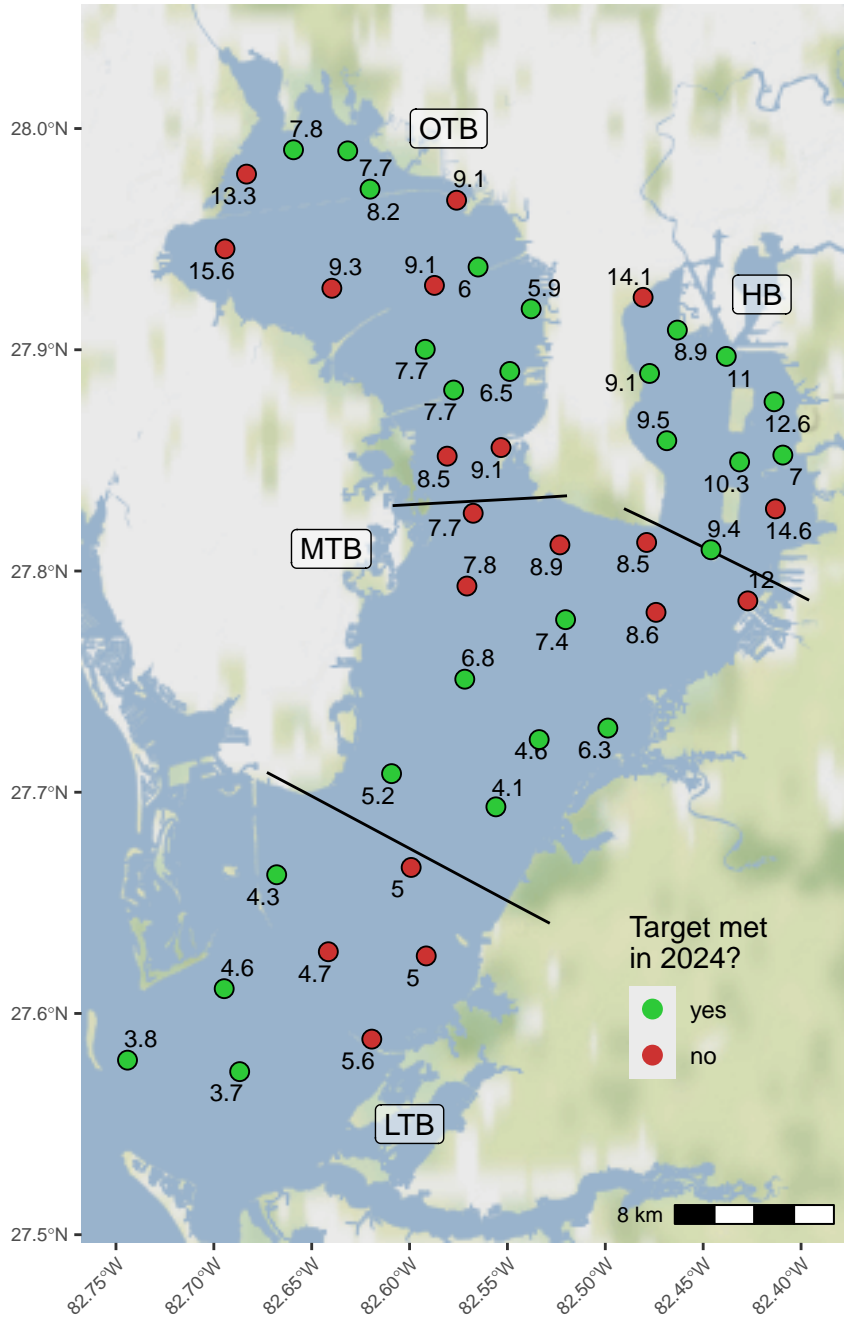 28.0°N
27.9°N
27.8°N
27.7°N
27.6°N
27.5°N
OTB
7.8
7.7
13.3
8.2
9.1
15.6
9.3
9.1
6
5.9
14.1
HB
7.7
7.7
6.5
8.9
11
9.1
12.6
9.5
10.3
7
8.5
9.1
14.6
MTB
7.7
9.4
7.8
8.9
8.5
12
8.6
7.4
6.8
4.6
6.3
5.2
4.1
4.3
5
4.7
5
4.6
3.8
3.7
5.6
LTB
Target met
in 2024?
yes
no
8 km
82.75°W
82.70°W
82.65°W
82.60°W
82.55°W
82.50°W
82.45°W
82.40°W